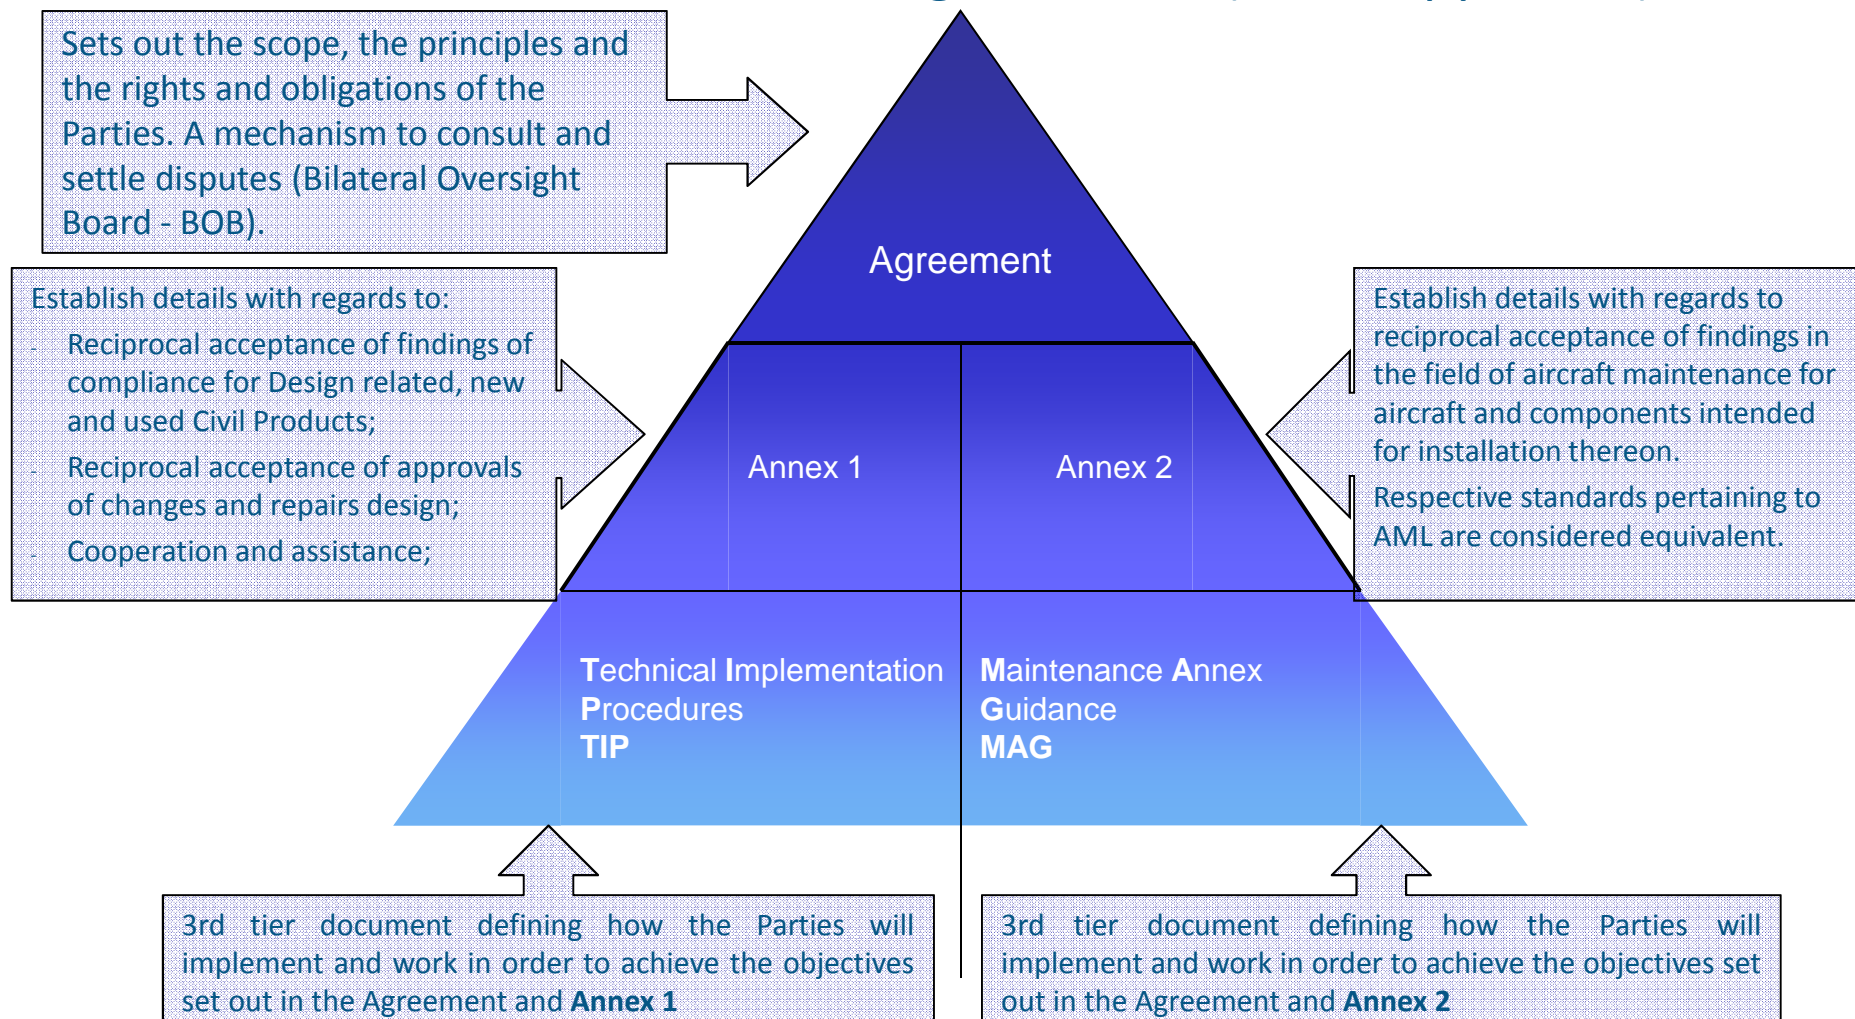 Sets out the scope, the principles and
the rights and obligations of the
Parties. A mechanism to consult and
settle disputes (Bilateral Oversight
Board - BOB).
Agreement
Establish details with regards to:
- Reciprocal acceptance of findings of
compliance for Design related, new
and used Civil Products;
- Reciprocal acceptance of approvals
of changes and repairs design;
- Cooperation and assistance;
Annex 1
Annex 2
Establish details with regards to
reciprocal acceptance of findings in
the field of aircraft maintenance for
aircraft and components intended
for installation thereon.
Respective standards pertaining to
AML are considered equivalent.
Technical Implementation
Procedures
TIP
Maintenance Annex
Guidance
MAG
3rd tier document defining how the Parties will
implement and work in order to achieve the objectives
set out in the Agreement and Annex 1
3rd tier document defining how the Parties will
implement and work in order to achieve the objectives set
out in the Agreement and Annex 2